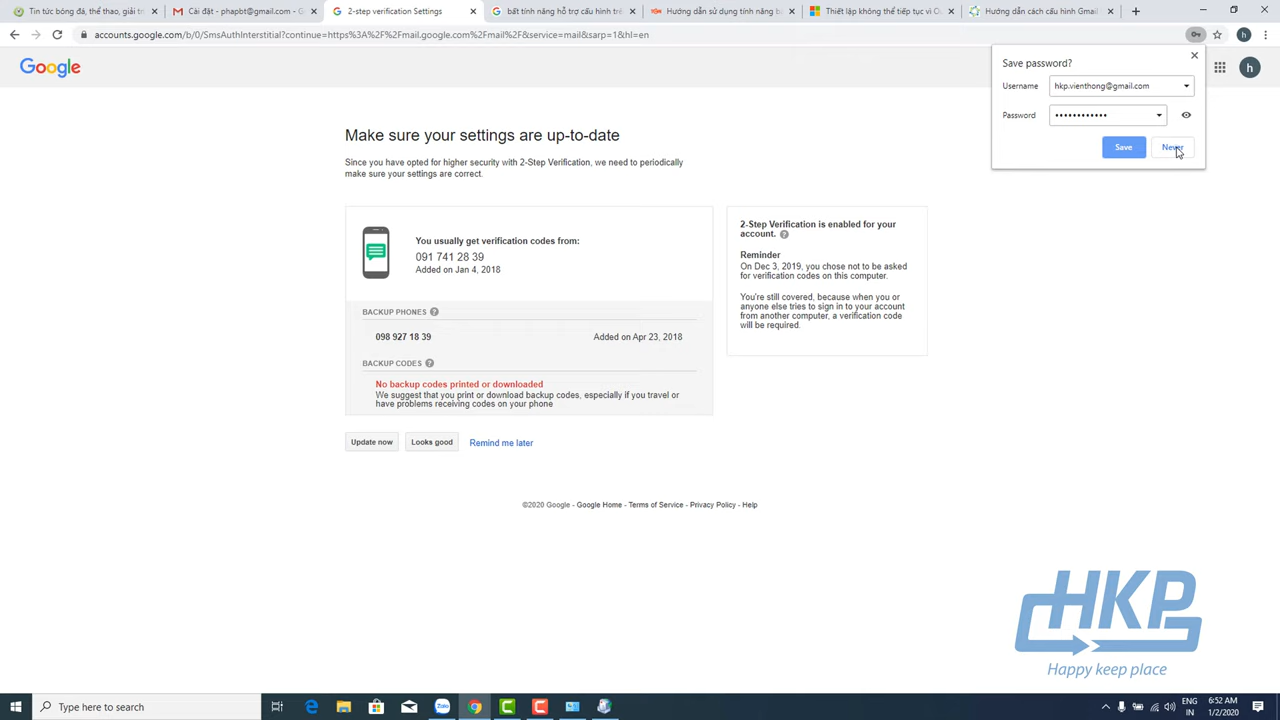 Tin tức bóng đá, thể thao, giải trí
Cài đặt - phapbt@gmail.com - G
2-step verification Settings
bất tính năng hỗ trợ cấu hình trê
Hướng dẫn sử dụng tính năng b
Thiết lập không thể tiếp tục vì O
Hướng dẫn cách cấu hình Gmail
accounts.google.com/b/0/SmsAuthInterstitial?continue=https%3A%2F%2Fmail.google.com%2Fmail%2F&service=mail&sarp=1&hl=en
Google
h
Save password?
Username
hkp.vienthong@gmail.com
Password
••••••••••••
Save
Never
Make sure your settings are up-to-date
Since you have opted for higher security with 2-Step Verification, we need to periodically
make sure your settings are correct.
You usually get verification codes from:
091 741 28 39
Added on Jan 4, 2018
BACKUP PHONES
098 927 18 39
Added on Apr 23, 2018
BACKUP CODES
No backup codes printed or downloaded
We suggest that you print or download backup codes, especially if you travel or
have problems receiving codes on your phone
2-Step Verification is enabled for your
account.
Reminder
On Dec 3, 2019, you chose not to be asked
for verification codes on this computer.
You're still covered, because when you or
anyone else tries to sign in to your account
from another computer, a verification code
will be required.
Update now
Looks good
Remind me later
©2020 Google - Google Home - Terms of Service - Privacy Policy - Help
HKP
Happy keep place
Type here to search
Zalo
ENG
IN
6:52 AM
1/2/2020